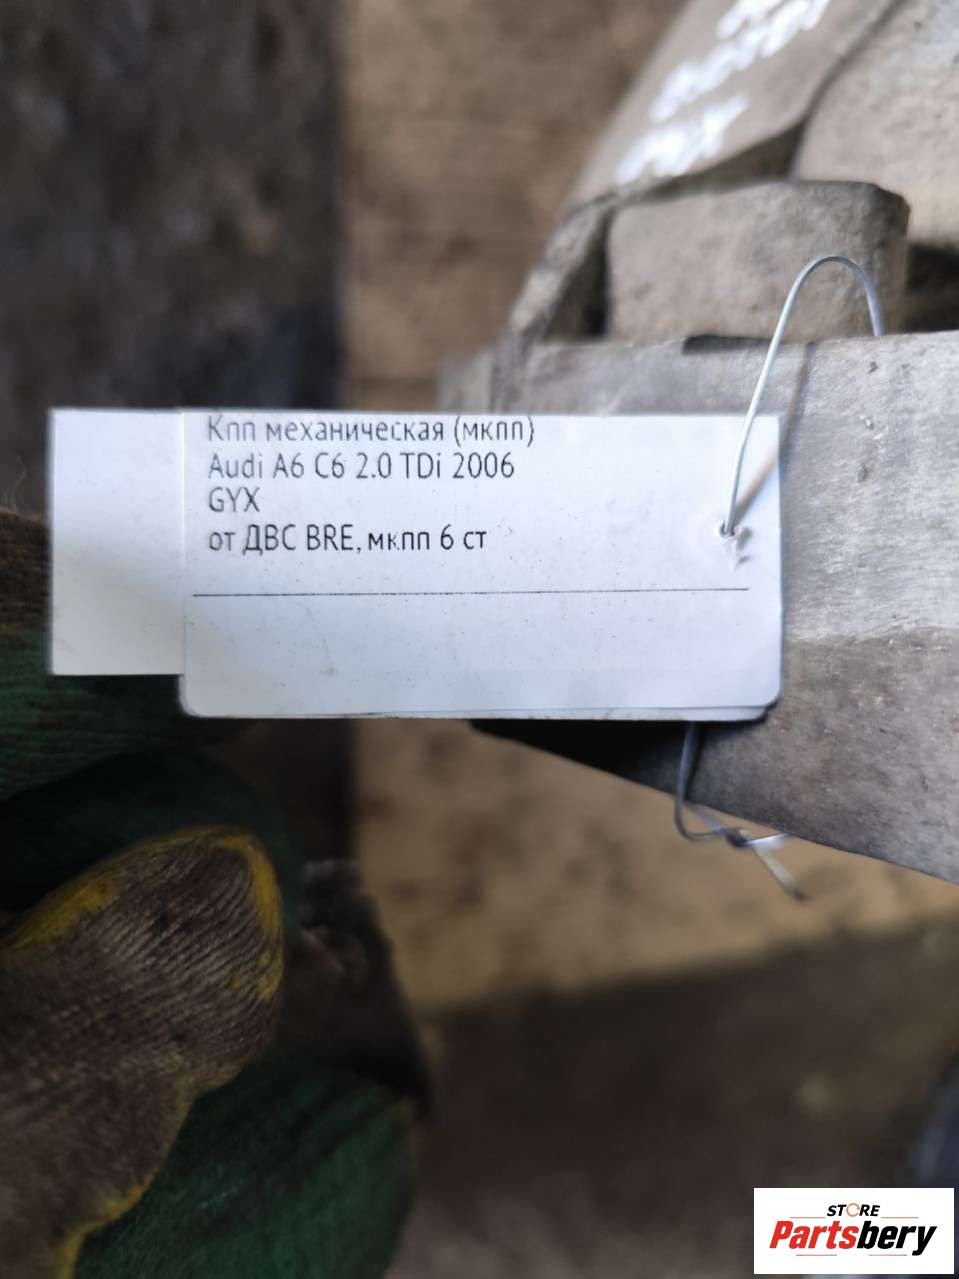 Кпп механическая (мкпп)
Audi A6 C6 2.0 TDi 2006
GYX
от ДВС BRE, мкпп 6 ст
STORE
Partsbery